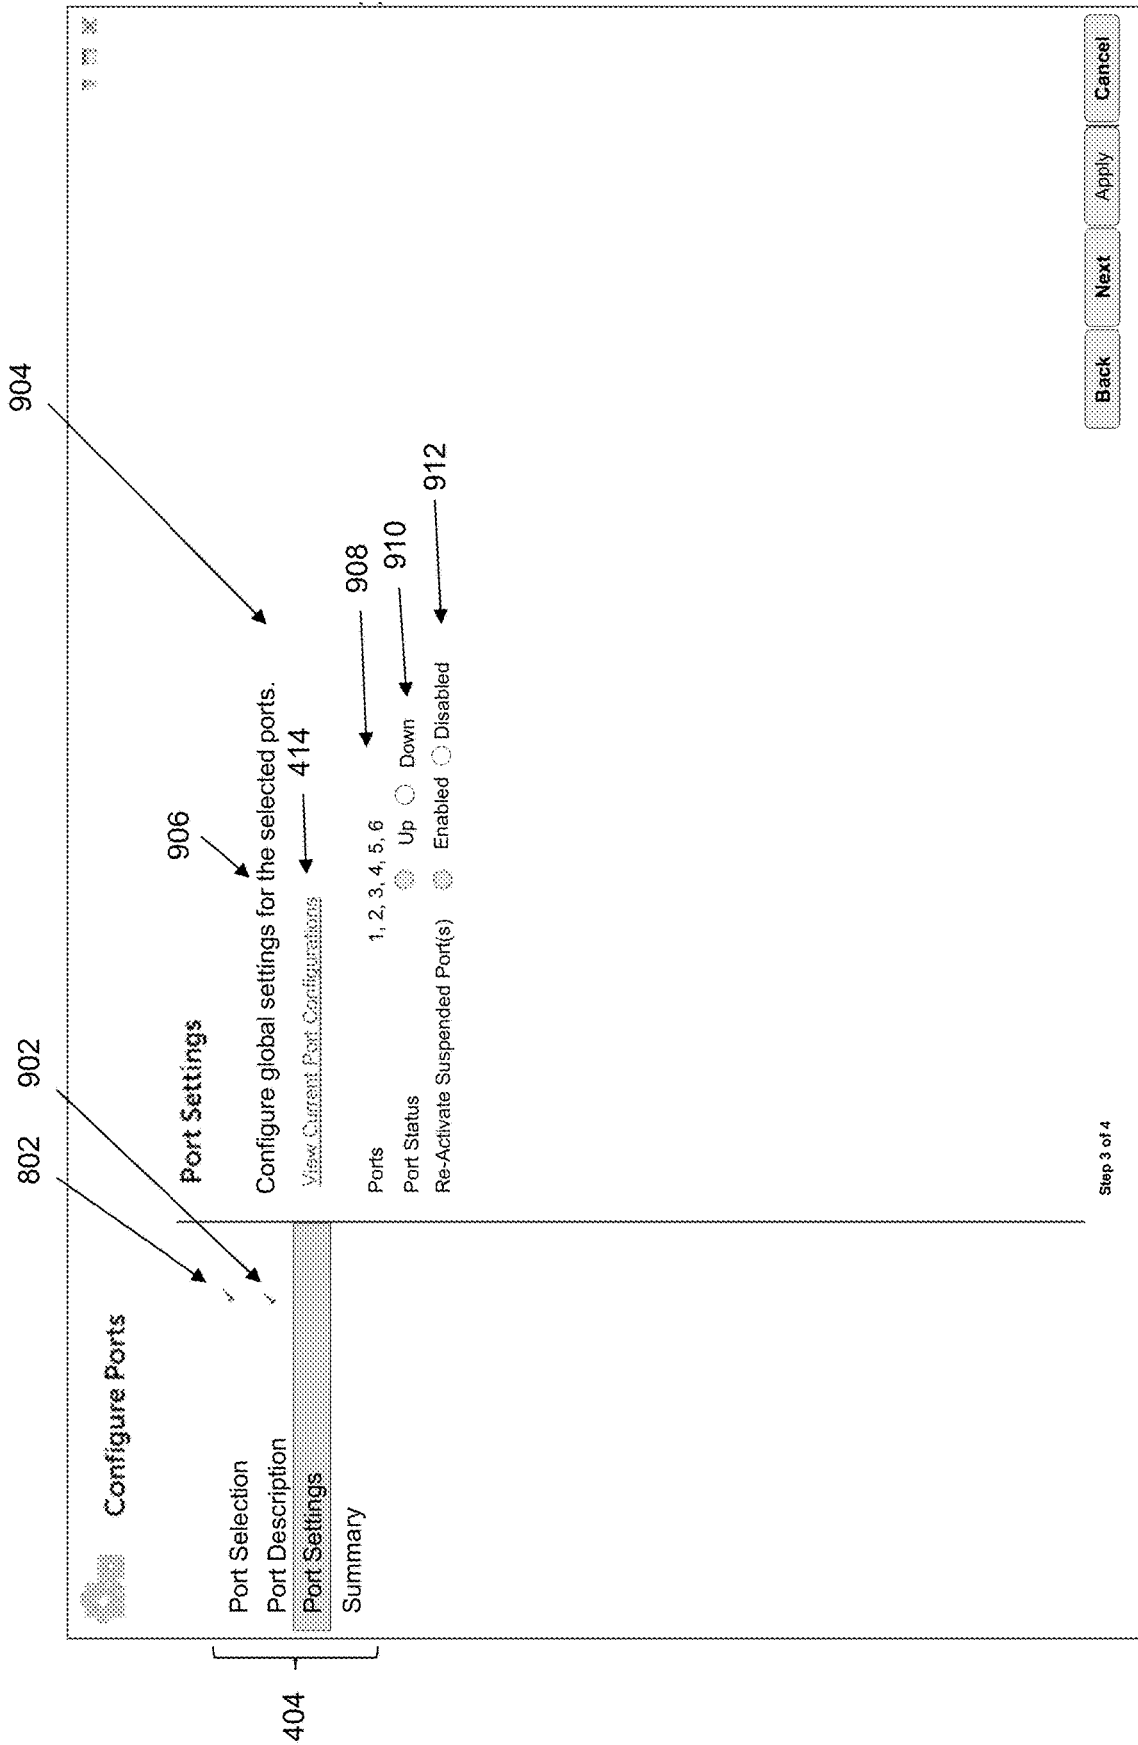 Configure Ports
? X
802
902
904
Port Settings
906
Port Selection
Port Description
Port Settings
Summary
404
Configure global settings for the selected ports.
View Current Port Configurations
414
Ports 1, 2, 3, 4, 5, 6
908
Port Status Up Down
910
Re-Activate Suspended Port(s) Enabled Disabled
912
Step 3 of 4
Back Next Apply Cancel